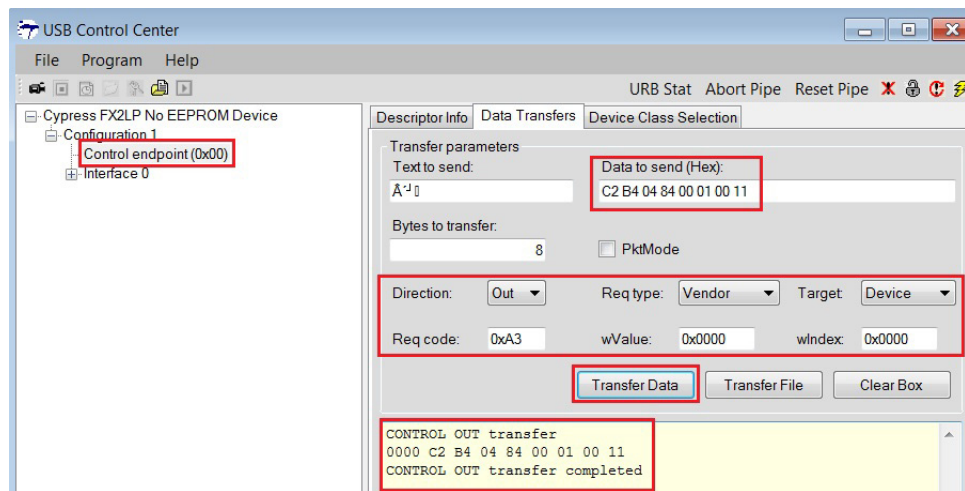 USB Control Center
File Program Help
URB Stat Abort Pipe Reset Pipe
Cypress FX2LP No EEPROM Device
Configuration 1
Control endpoint (0x00)
Interface 0
Descriptor Info Data Transfers Device Class Selection
Transfer parameters
Text to send: Data to send (Hex):
C2 B4 04 84 00 01 00 11
Bytes to transfer:
8 PktMode
Direction: Out Req type: Vendor Target: Device
Req code: 0xA3 wValue: 0x0000 wIndex: 0x0000
Transfer Data Transfer File Clear Box
CONTROL OUT transfer
0000 C2 B4 04 84 00 01 00 11
CONTROL OUT transfer completed